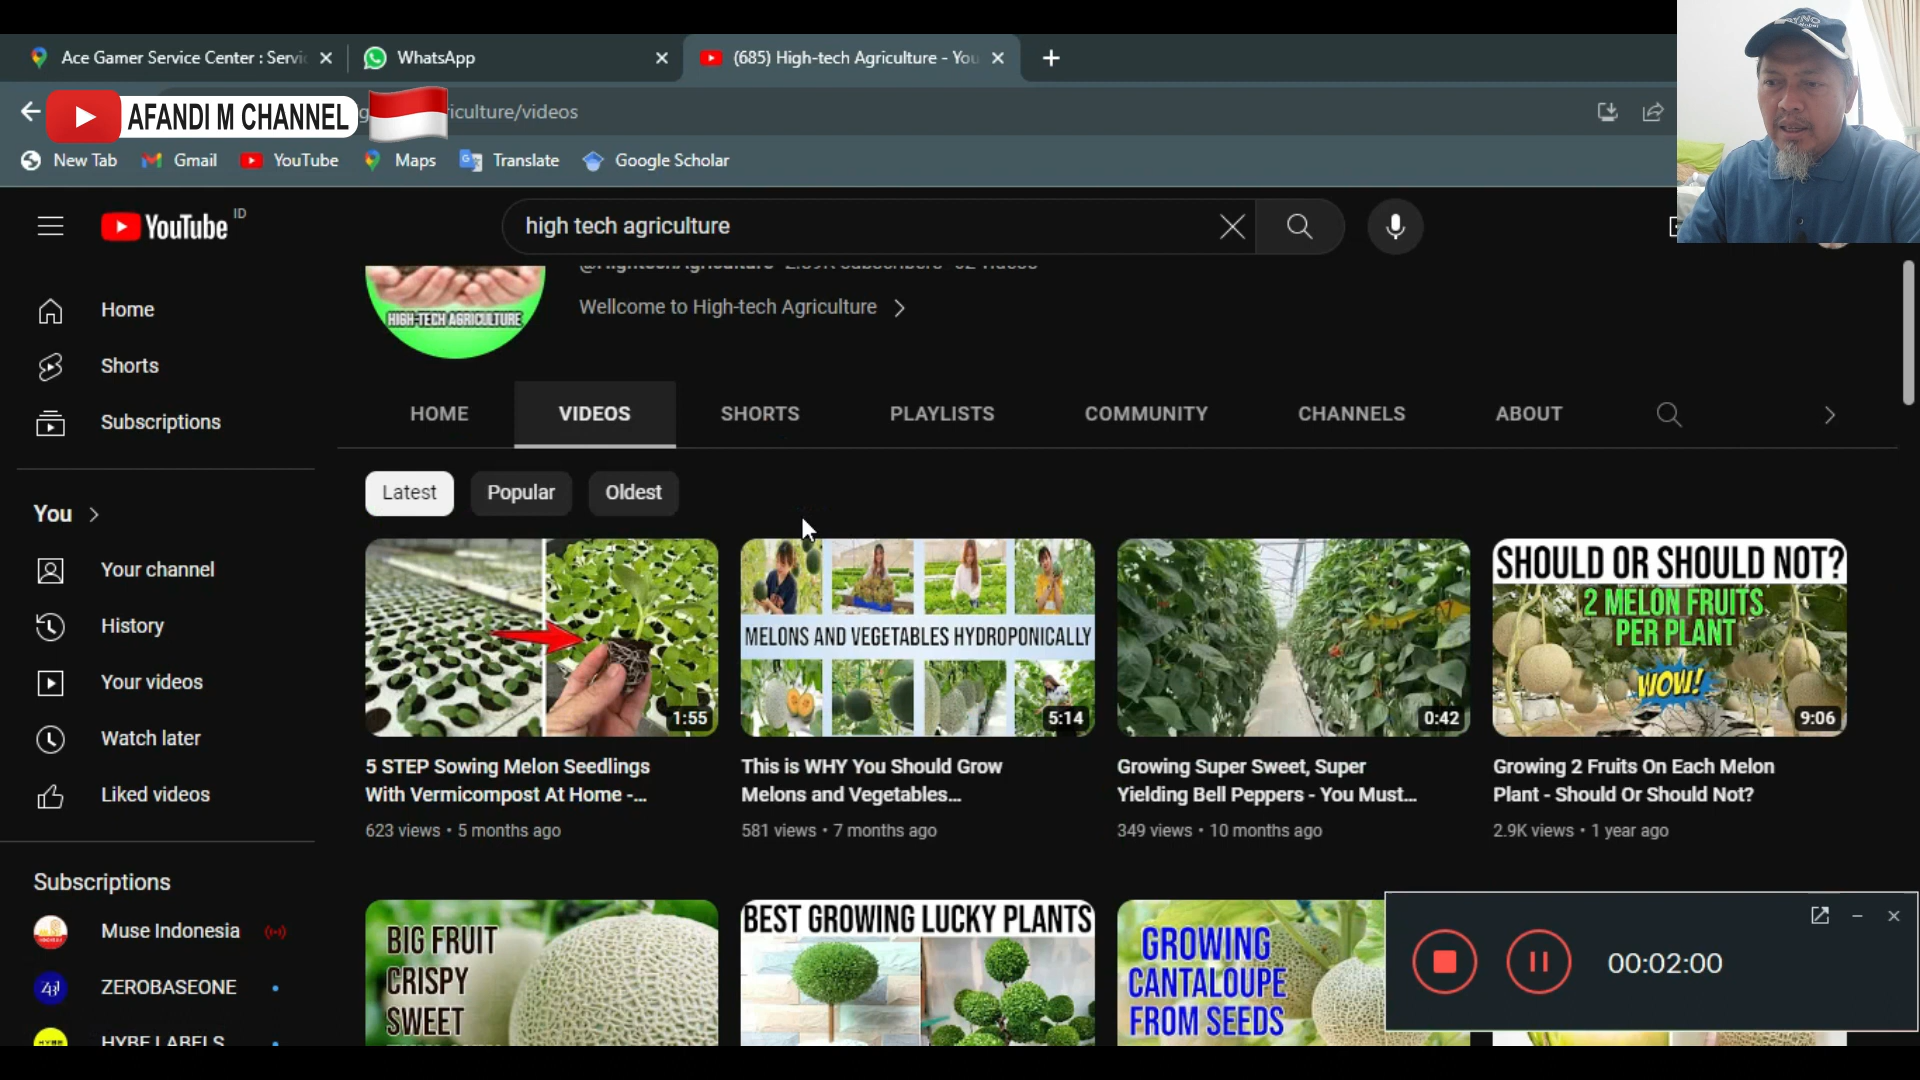 Ace Gamer Service Center : Servi
WhatsApp
(685) High-tech Agriculture - You
AFANDI M CHANNEL
iculture/videos
New Tab
Gmail
YouTube
Maps
Translate
Google Scholar
YouTube ID
high tech agriculture
Home
Shorts
Subscriptions
You
Your channel
History
Your videos
Watch later
Liked videos
Subscriptions
Muse Indonesia
ZEROBASEONE
HYBE LABELS
HIGH-TECH AGRICULTURE
Wellcome to High-tech Agriculture
HOME
VIDEOS
SHORTS
PLAYLISTS
COMMUNITY
CHANNELS
ABOUT
Latest
Popular
Oldest
1:55
5 STEP Sowing Melon Seedlings
With Vermicompost At Home -...
623 views • 5 months ago
MELONS AND VEGETABLES HYDROPONICALLY
5:14
This is WHY You Should Grow
Melons and Vegetables...
581 views • 7 months ago
0:42
Growing Super Sweet, Super
Yielding Bell Peppers - You Must...
349 views • 10 months ago
SHOULD OR SHOULD NOT?
2 MELON FRUITS
PER PLANT
WOW!
9:06
Growing 2 Fruits On Each Melon
Plant - Should Or Should Not?
2.9K views • 1 year ago
BIG FRUIT
CRISPY
SWEET
BEST GROWING LUCKY PLANTS
GROWING
CANTALOUPE
FROM SEEDS
00:02:00